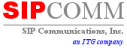 SIPCOMM
SIP Communications, Inc.
an ITG company